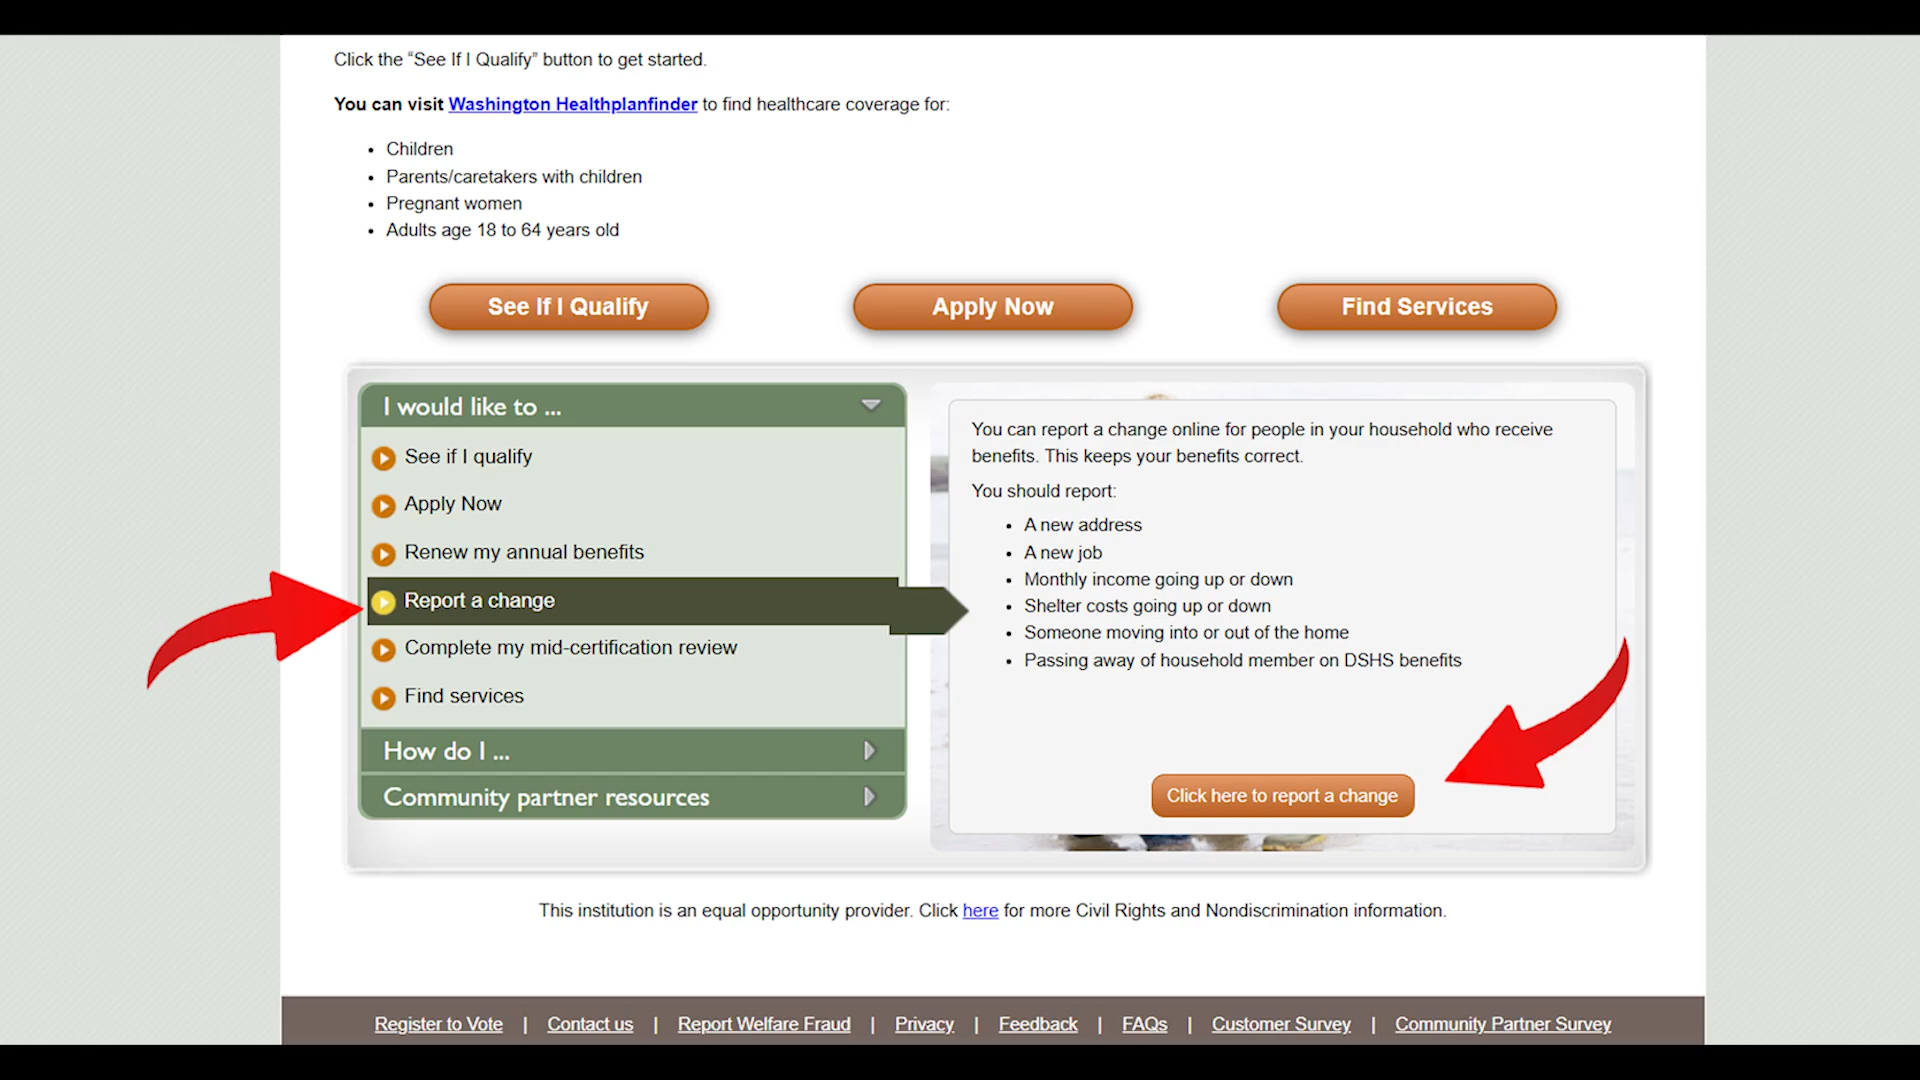 Click the “See If I Qualify” button to get started.
You can visit Washington Healthplanfinder to find healthcare coverage for:
• Children
• Parents/caretakers with children
• Pregnant women
• Adults age 18 to 64 years old
See If I Qualify
Apply Now
Find Services
I would like to ...
See if I qualify
Apply Now
Renew my annual benefits
Report a change
Complete my mid-certification review
Find services
How do I ...
Community partner resources
You can report a change online for people in your household who receive
benefits. This keeps your benefits correct.
You should report:
• A new address
• A new job
• Monthly income going up or down
• Shelter costs going up or down
• Someone moving into or out of the home
• Passing away of household member on DSHS benefits
Click here to report a change
This institution is an equal opportunity provider. Click here for more Civil Rights and Nondiscrimination information.
Register to Vote | Contact us | Report Welfare Fraud | Privacy | Feedback | FAQs | Customer Survey | Community Partner Survey